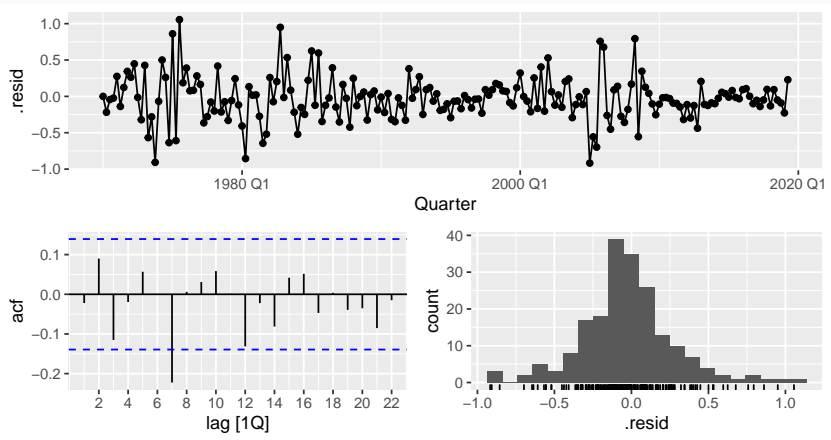 1.0
0.5
0.0
−0.5
−1.0
.resid
1980 Q1 2000 Q1 2020 Q1
Quarter
0.1
0.0
−0.1
−0.2
acf
2 4 6 8 10 12 14 16 18 20 22
lag [1Q]
40
30
20
10
0
count
−1.0 −0.5 0.0 0.5 1.0
.resid